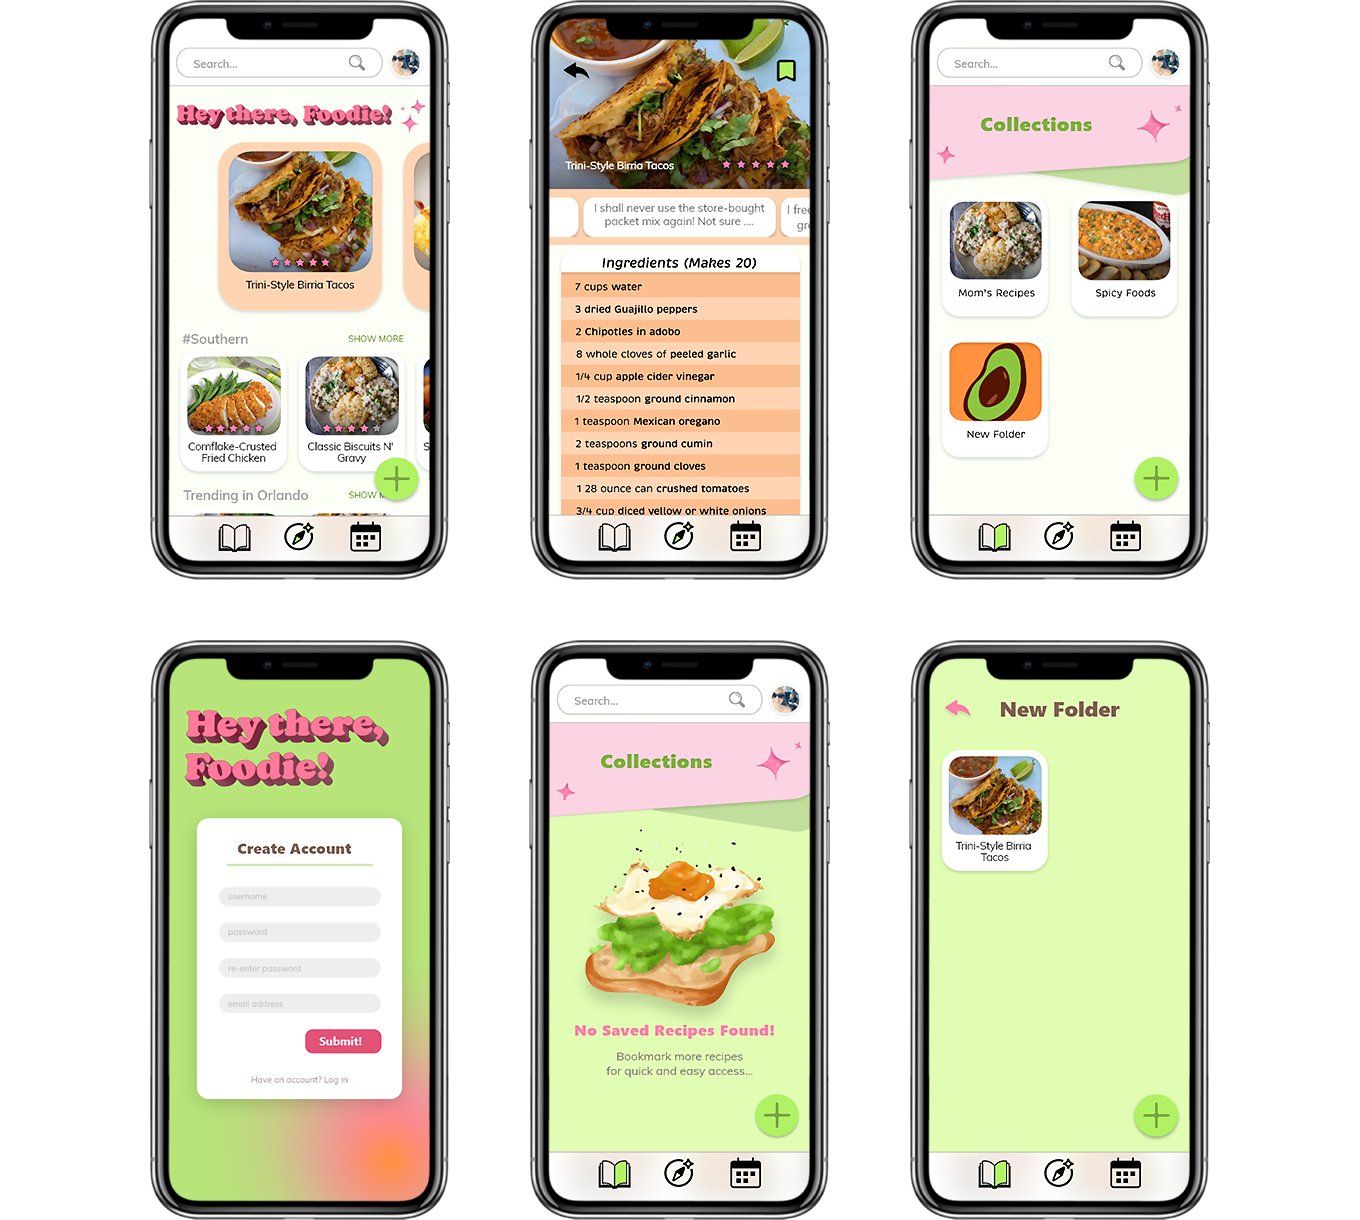 Search...
Hey there, Foodie!
Trini-Style Birria Tacos
#Southern
SHOW MORE
Cornflake-Crusted
Fried Chicken
Classic Biscuits N'
Gravy
S
Trending in Orlando
SHOW M
Trini-Style Birria Tacos
I shall never use the store-bought
packet mix again! Not sure ....
I free
gr
Ingredients (Makes 20)
7 cups water
3 dried Guajillo peppers
2 Chipotles in adobo
8 whole cloves of peeled garlic
1/4 cup apple cider vinegar
1/2 teaspoon ground cinnamon
1 teaspoon Mexican oregano
2 teaspoons ground cumin
1 teaspoon ground cloves
1 28 ounce can crushed tomatoes
3/4 cup diced yellow or white onions
Search...
Collections
Mom's Recipes
Spicy Foods
New Folder
Hey there,
Foodie!
Create Account
username
password
re-enter password
email address
Submit!
Have an account? Log in
Search...
Collections
No Saved Recipes Found!
Bookmark more recipes
for quick and easy access...
New Folder
Trini-Style Birria
Tacos